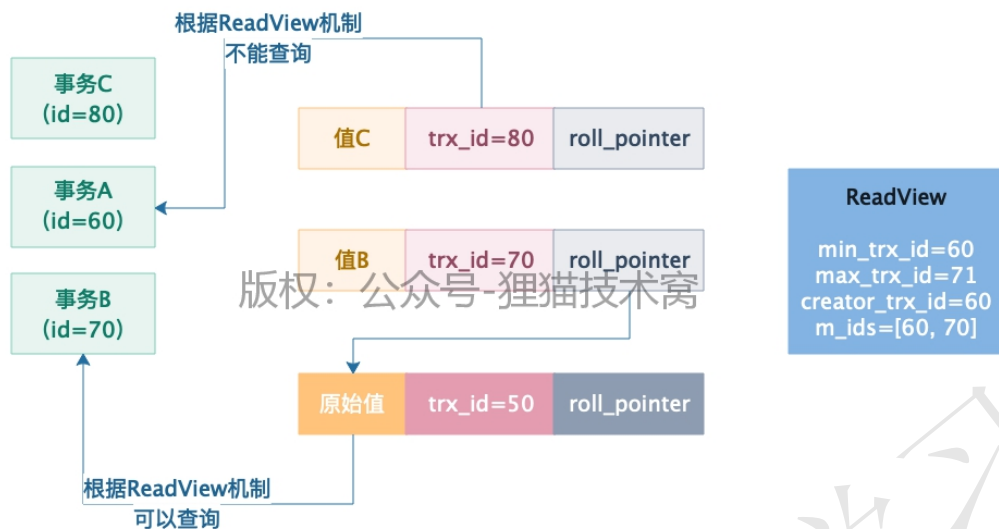 根据ReadView机制
不能查询
事务C
(id=80)
值C
trx_id=80
roll_pointer
事务A
(id=60)
ReadView
min_trx_id=60
max_trx_id=71
creator_trx_id=60
m_ids=[60, 70]
值B
trx_id=70
roll_pointer
版权：公众号-狸猫技术窝
事务B
(id=70)
原始值
trx_id=50
roll_pointer
根据ReadView机制
可以查询